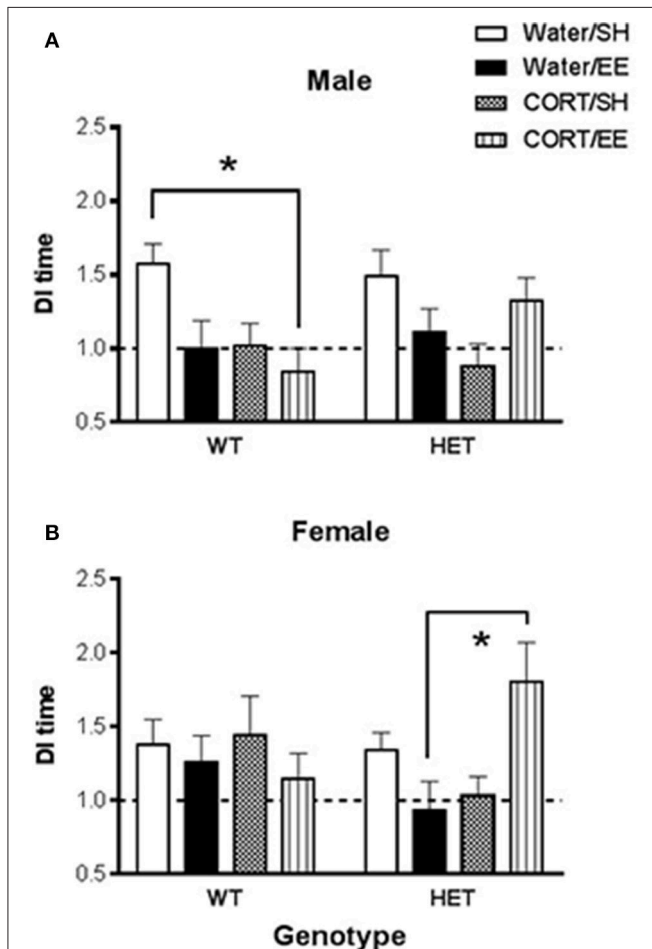 A
Water/SH
Water/EE
CORT/SH
CORT/EE
Male
2.5
2.0
1.5
1.0
0.5
DI time
*
WT
HET
B
Female
2.5
2.0
1.5
1.0
0.5
DI time
*
WT
HET
Genotype